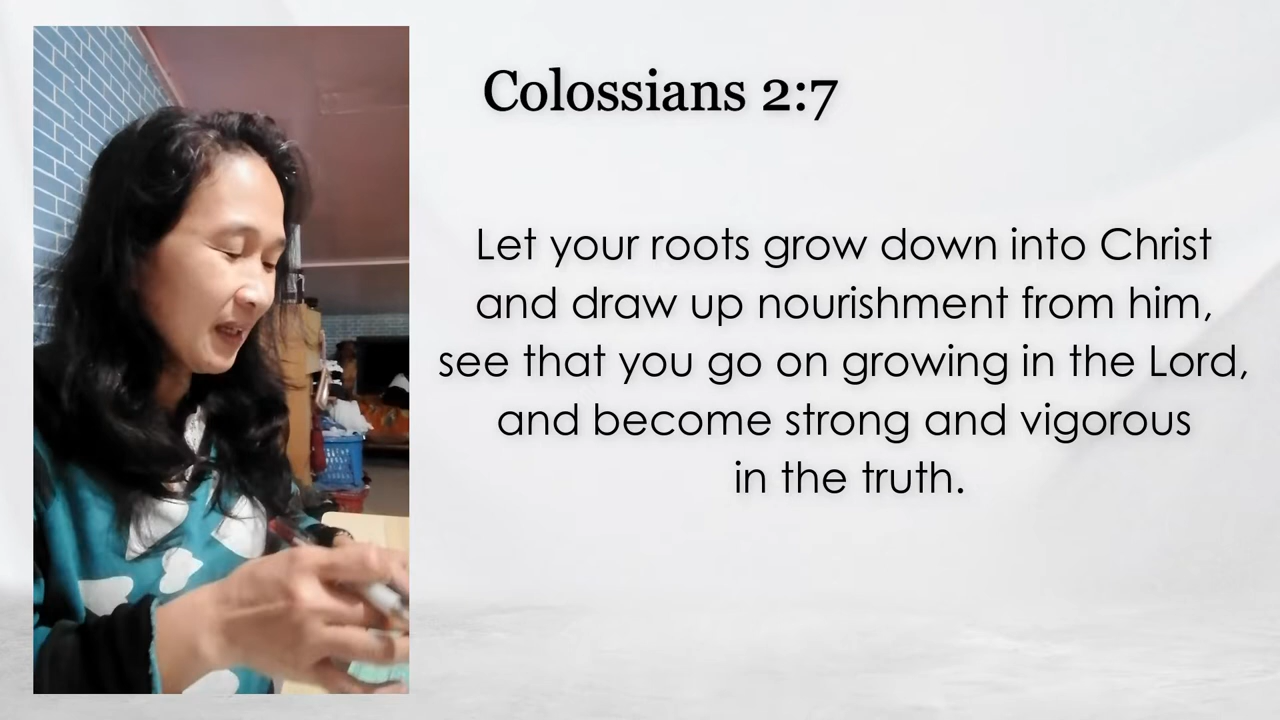 Colossians 2:7
Let your roots grow down into Christ
and draw up nourishment from him,
see that you go on growing in the Lord,
and become strong and vigorous
in the truth.